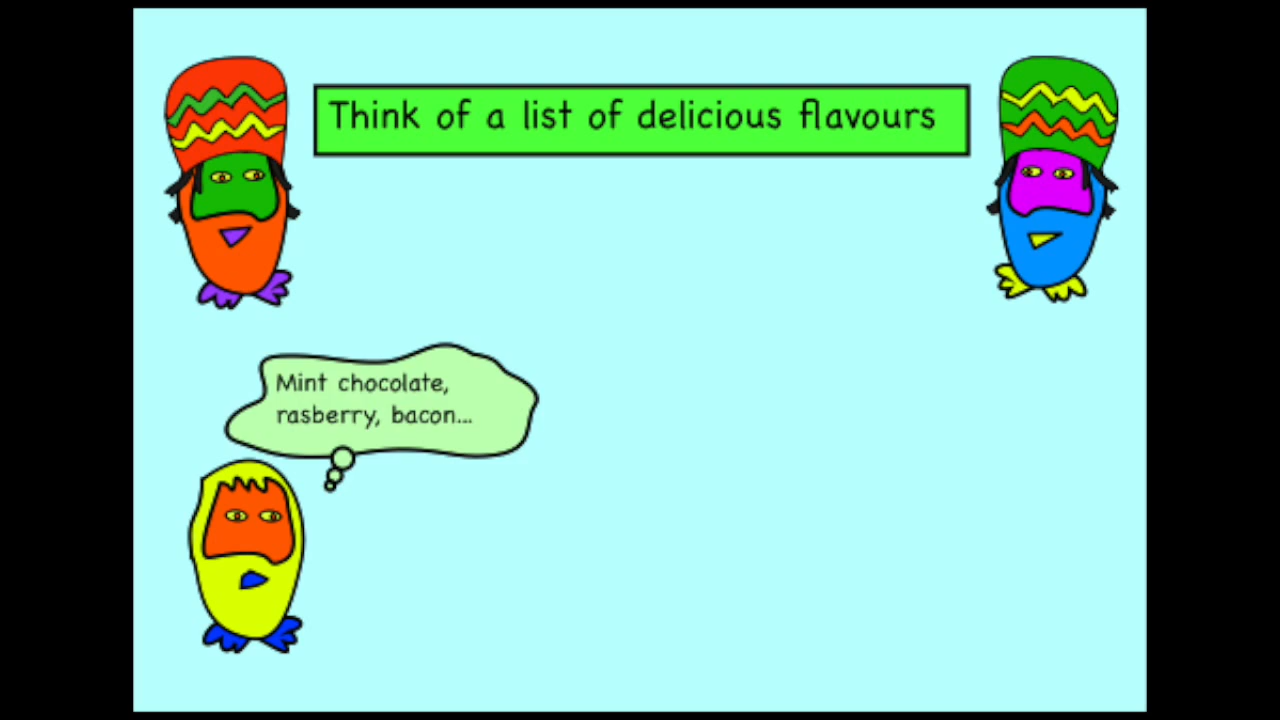 Think of a list of delicious flavours
Mint chocolate,
rasberry, bacon...